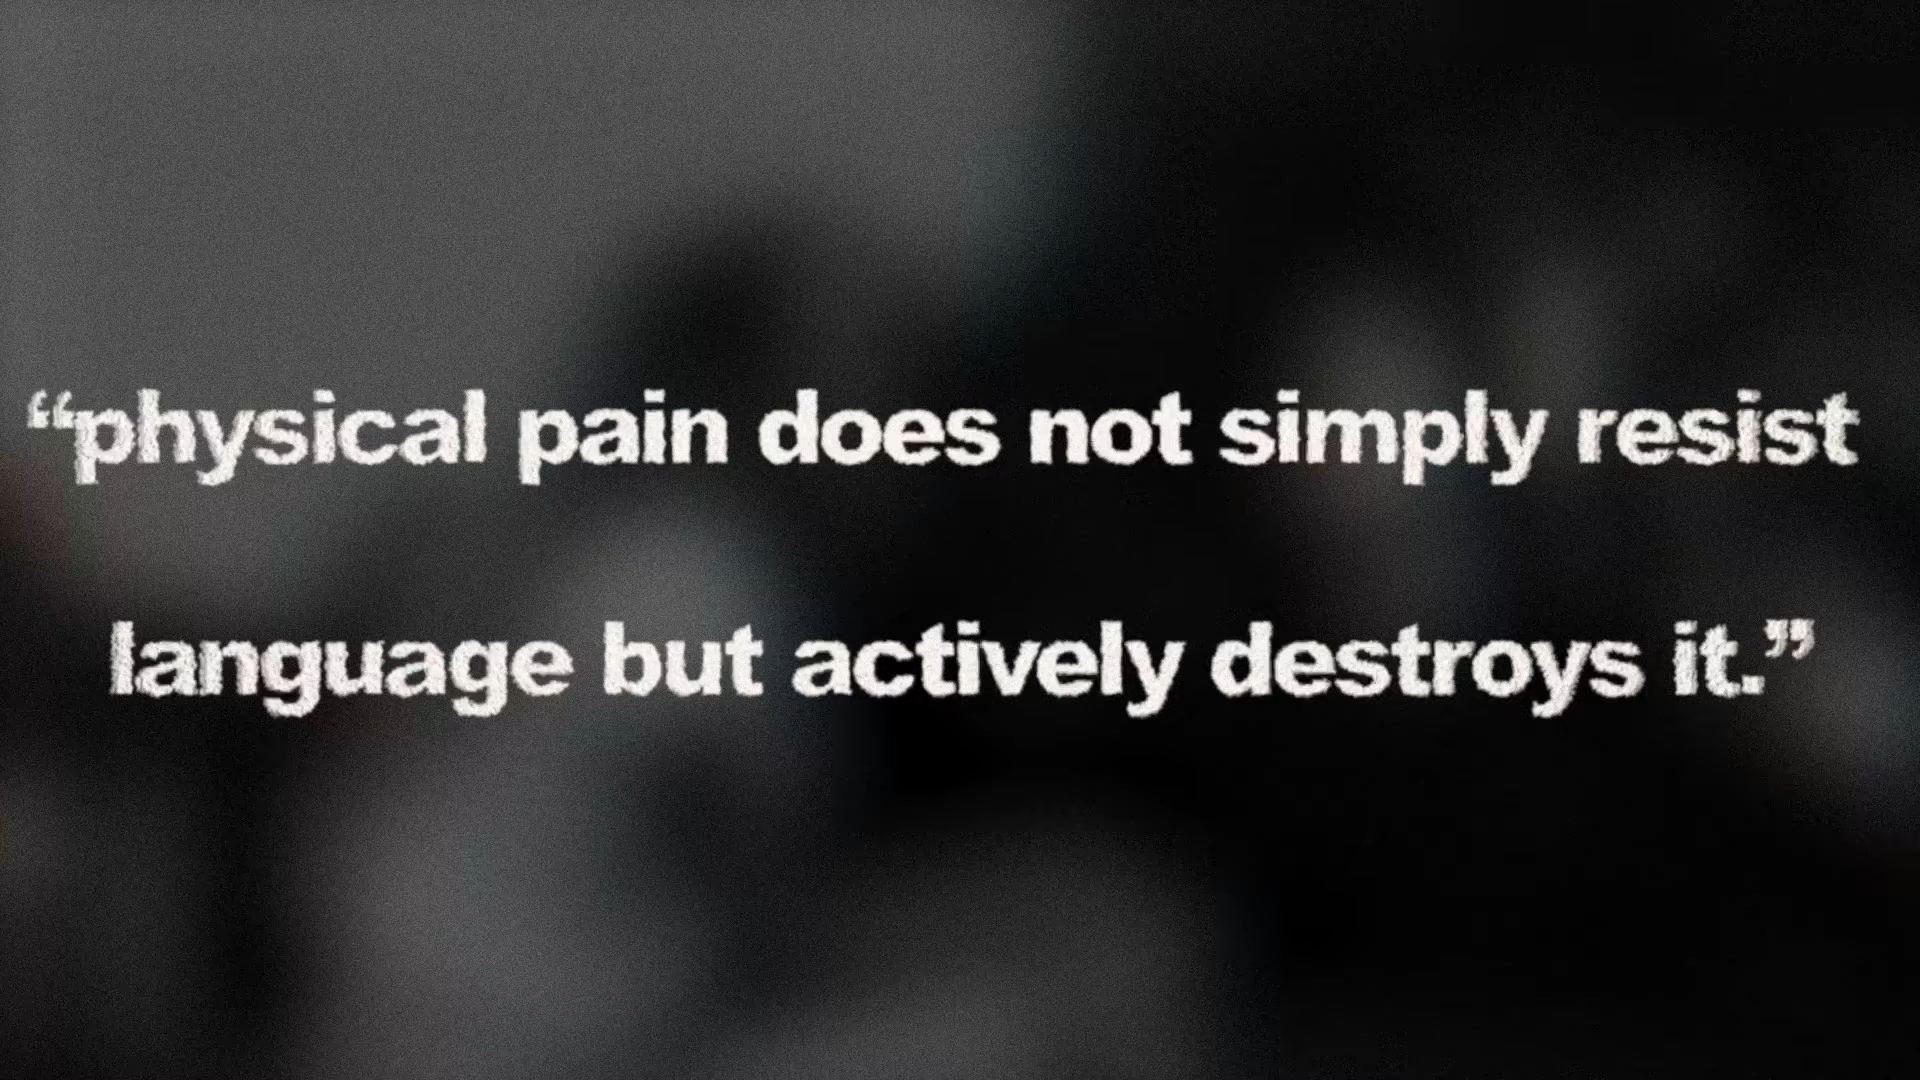 “physical pain does not simply resist
language but actively destroys it.”